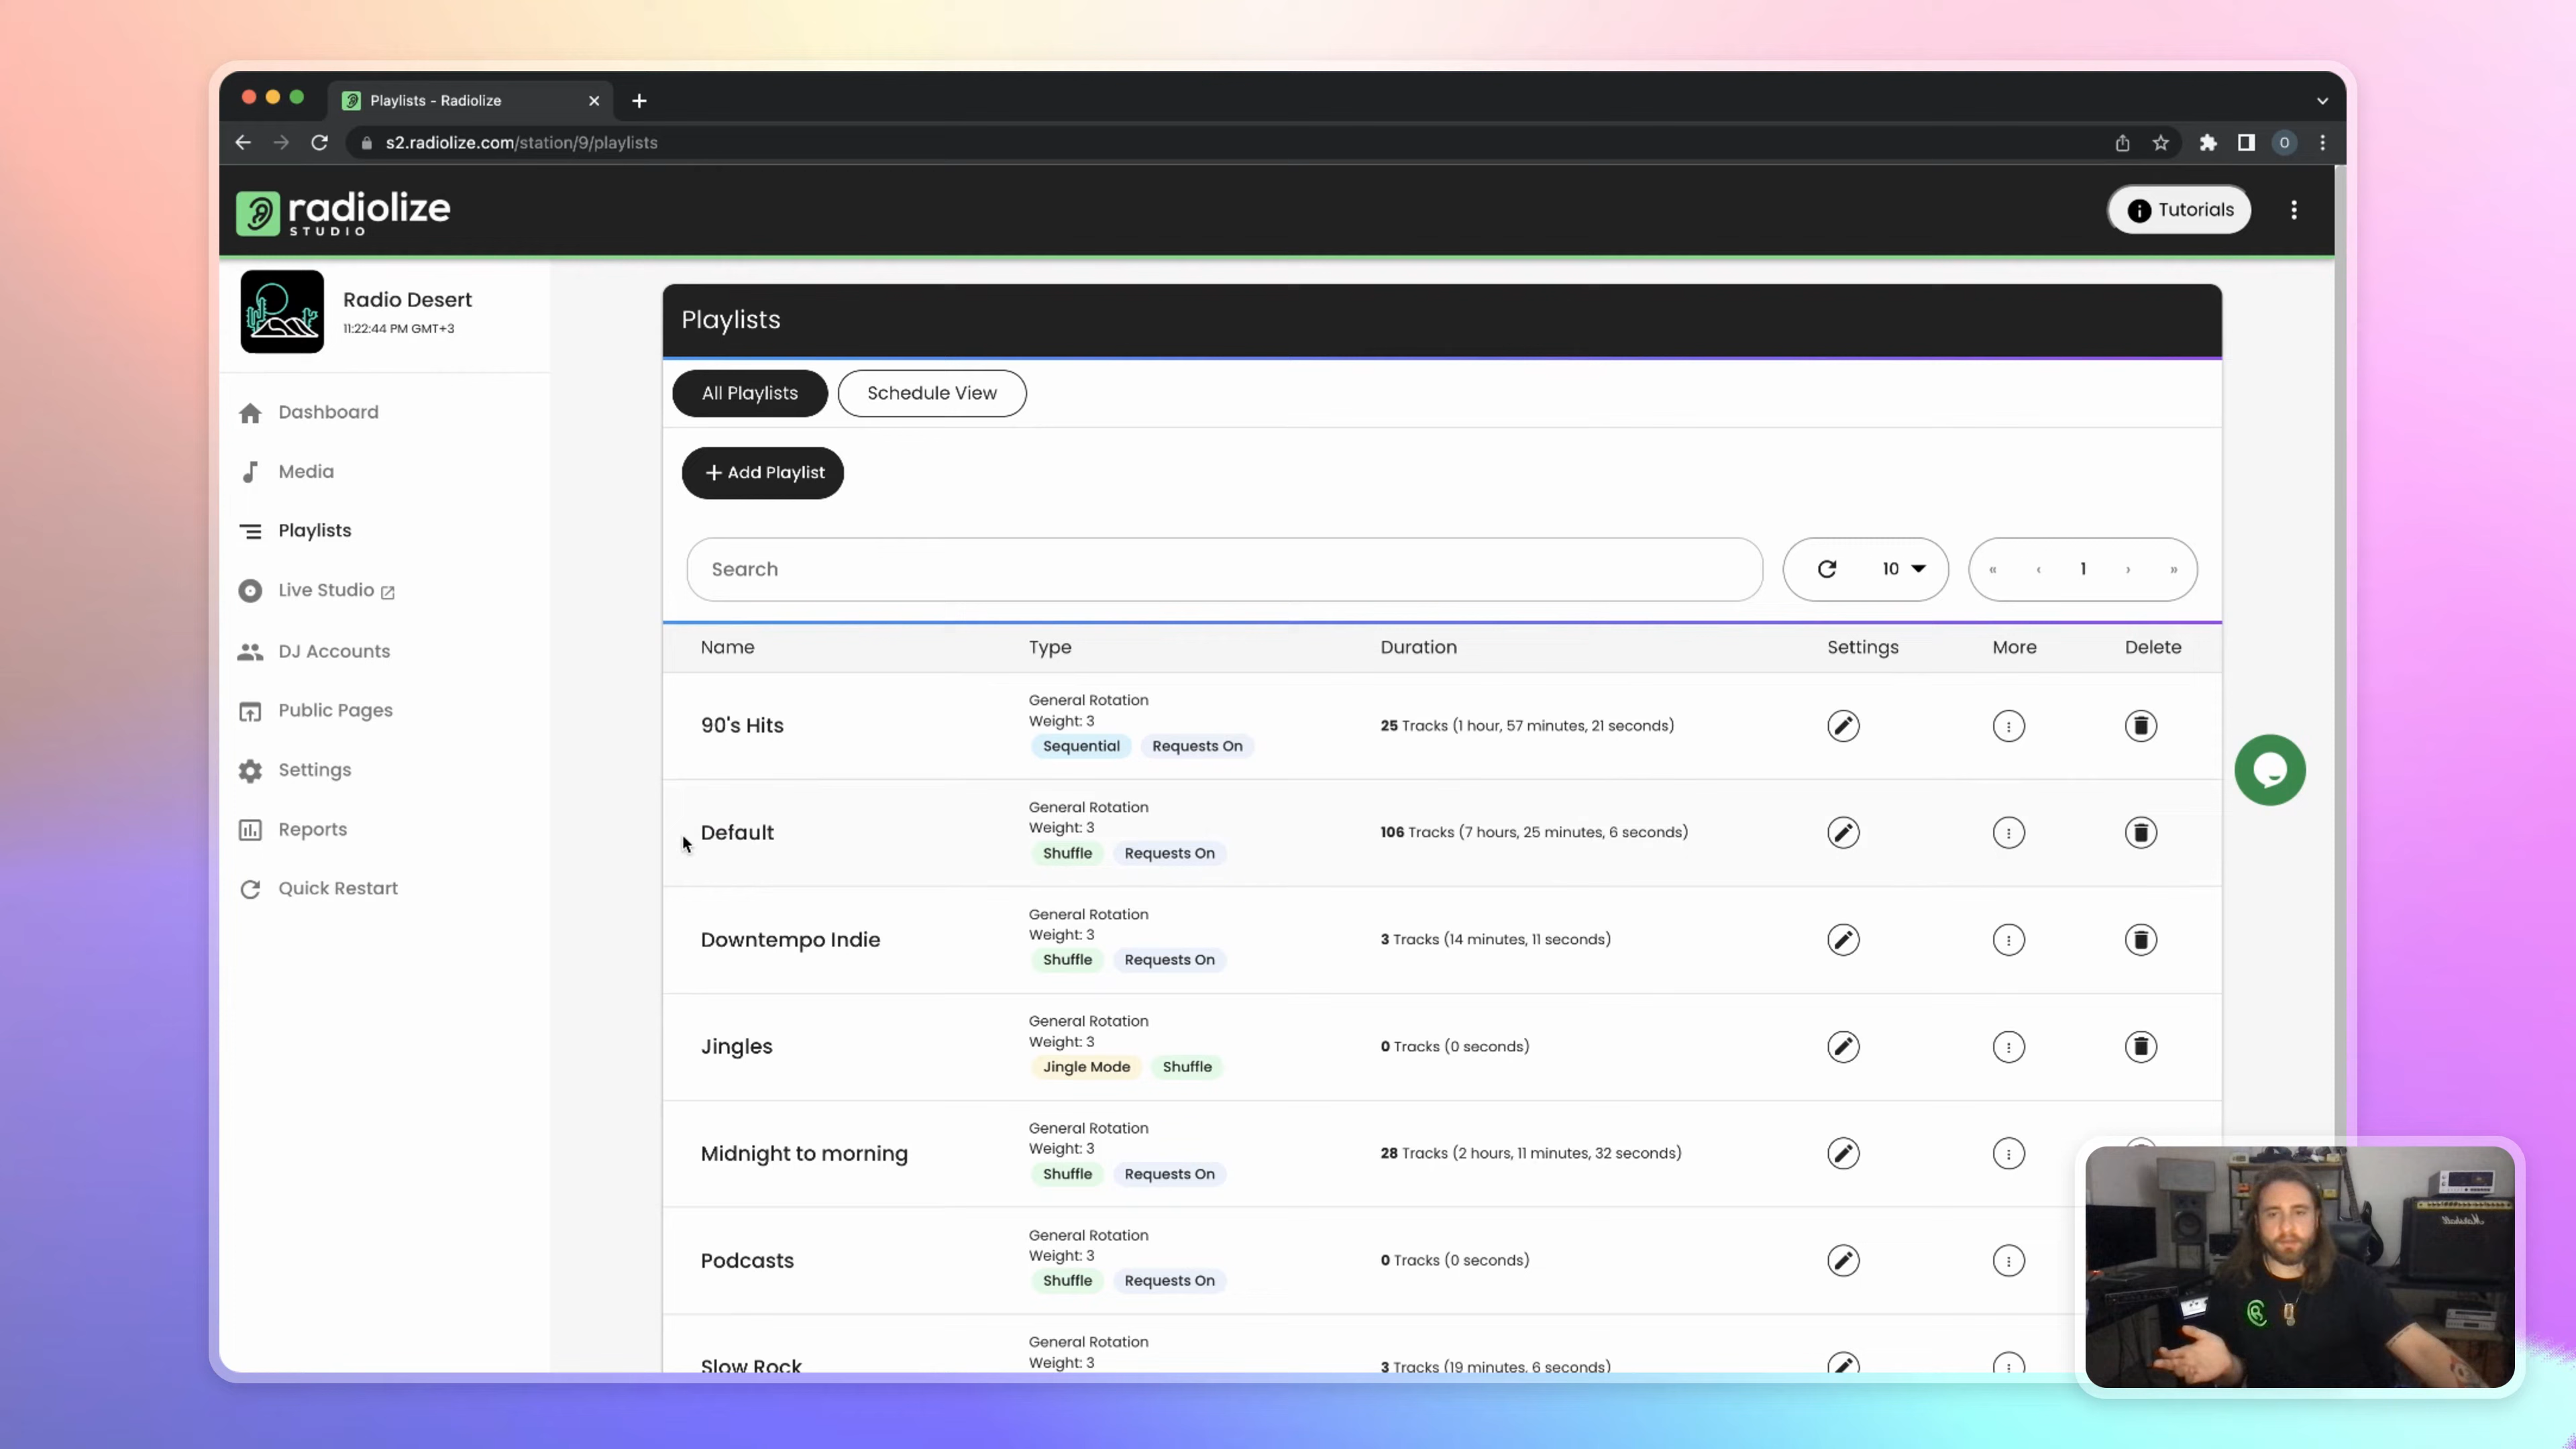 Playlists - Radiolize
s2.radiolize.com/station/9/playlists
O
radiolize
STUDIO
Tutorials
Radio Desert
11:22:44 PM GMT+3
Dashboard
Media
Playlists
Live Studio
DJ Accounts
Public Pages
Settings
Reports
Quick Restart
Playlists
All Playlists Schedule View
+ Add Playlist
Search 10 « ‹ 1 › »
Name Type Duration Settings More Delete
90's Hits
General Rotation
Weight: 3
Sequential Requests On
25 Tracks (1 hour, 57 minutes, 21 seconds)
Default
General Rotation
Weight: 3
Shuffle Requests On
106 Tracks (7 hours, 25 minutes, 6 seconds)
Downtempo Indie
General Rotation
Weight: 3
Shuffle Requests On
3 Tracks (14 minutes, 11 seconds)
Jingles
General Rotation
Weight: 3
Jingle Mode Shuffle
0 Tracks (0 seconds)
Midnight to morning
General Rotation
Weight: 3
Shuffle Requests On
28 Tracks (2 hours, 11 minutes, 32 seconds)
Podcasts
General Rotation
Weight: 3
Shuffle Requests On
0 Tracks (0 seconds)
Slow Rock
General Rotation
Weight: 3
3 Tracks (19 minutes, 6 seconds)
Marshall